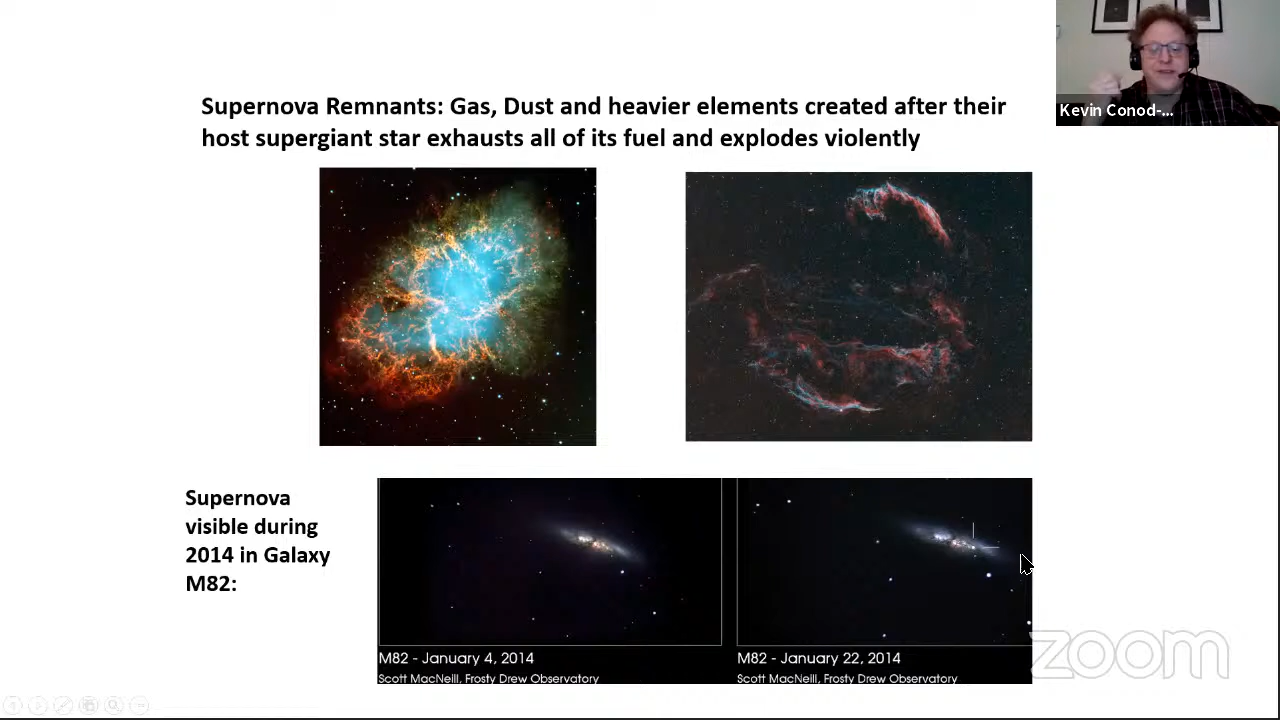 Kevin Conod-...
Supernova Remnants: Gas, Dust and heavier elements created after their
host supergiant star exhausts all of its fuel and explodes violently
Supernova
visible during
2014 in Galaxy
M82:
M82 - January 4, 2014
Scott MacNeill, Frosty Drew Observatory
M82 - January 22, 2014
Scott MacNeill, Frosty Drew Observatory
zoom